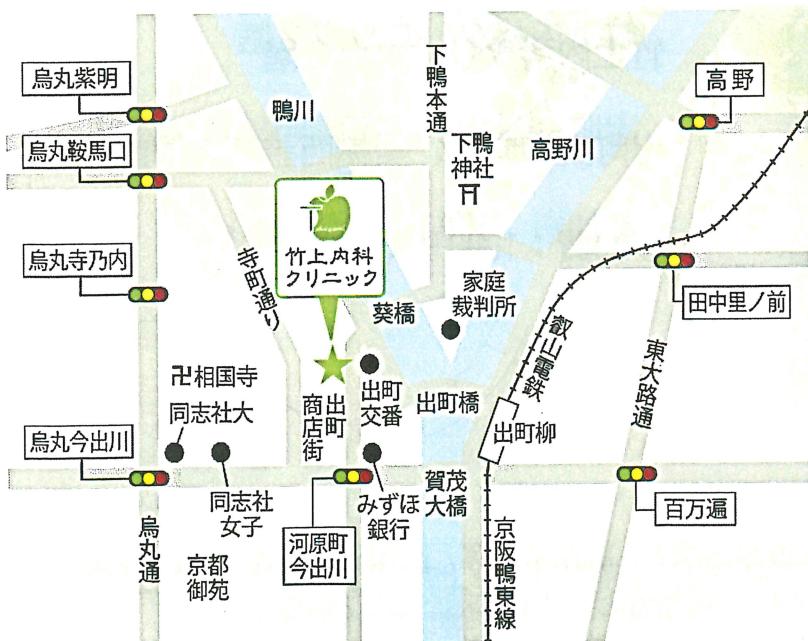 烏丸紫明
烏丸鞍馬口
烏丸寺乃内
烏丸今出川
烏丸通
鴨川
下鴨本通
下鴨
神社
高野川
高野
竹上内科
クリニック
寺町通り
葵橋
家庭
裁判所
叡山電鉄
田中里ノ前
東大路通
卍相国寺
同志社大
同志社
女子
京都
御苑
出町
商店街
出町
交番
出町橋
出町柳
河原町
今出川
みずほ
銀行
賀茂
大橋
京阪鴨東線
百万遍